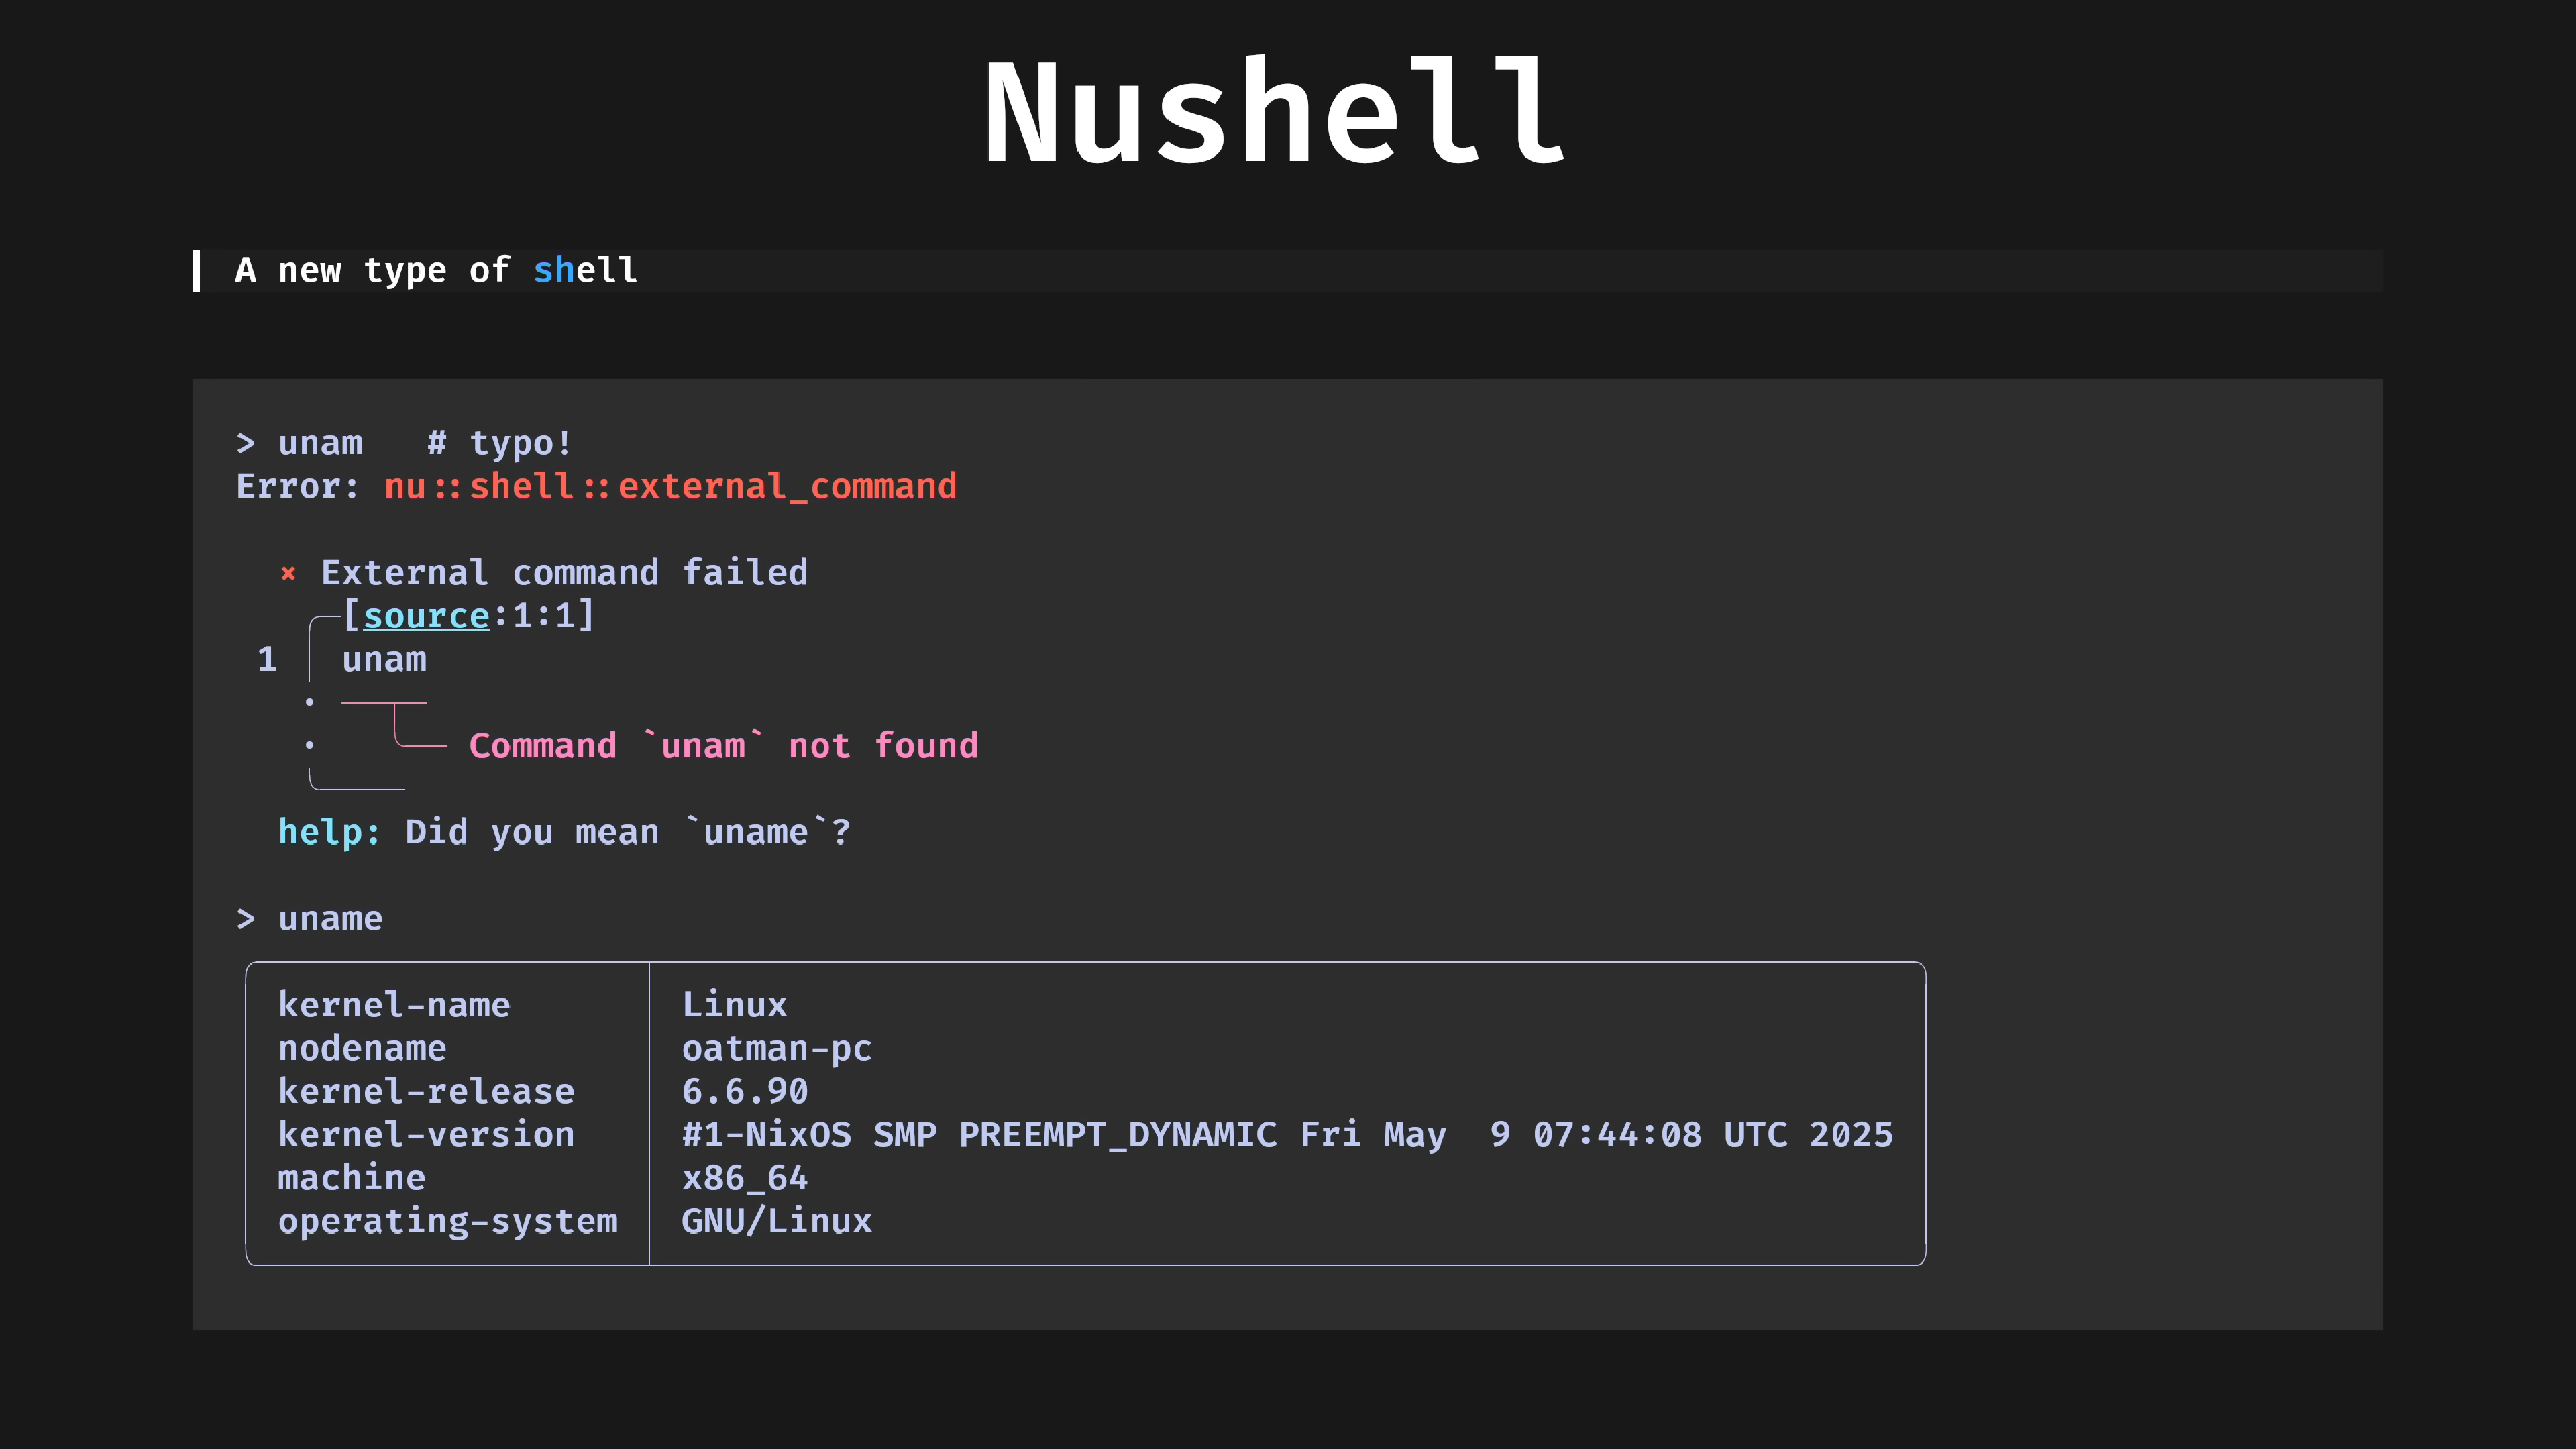 Nushell
A new type of shell
> unam   # typo!
Error: nu::shell::external_command
× External command failed
[source:1:1]
1 unam
Command `unam` not found
help: Did you mean `uname`?
> uname
kernel-name Linux
nodename oatman-pc
kernel-release 6.6.90
kernel-version #1-NixOS SMP PREEMPT_DYNAMIC Fri May  9 07:44:08 UTC 2025
machine x86_64
operating-system GNU/Linux